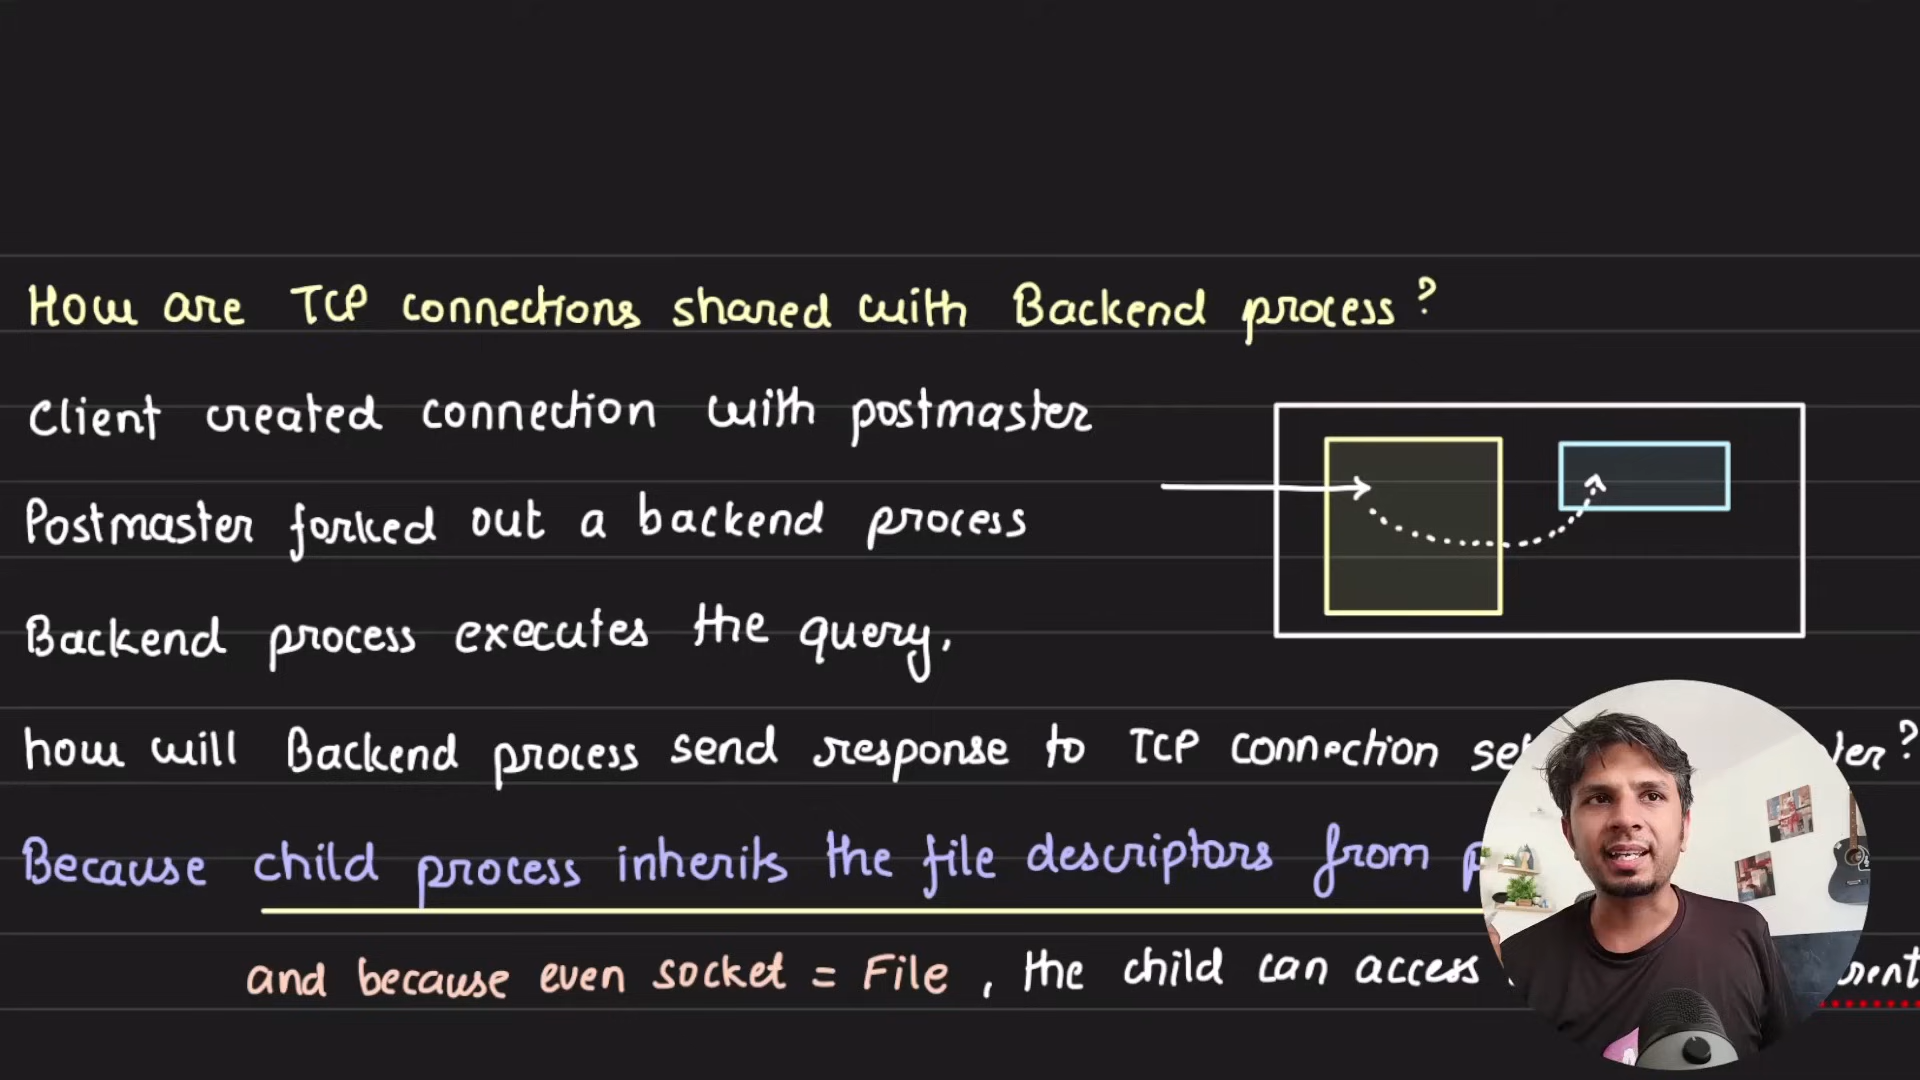 How are TCP connections shared with Backend process?
Client created connection with postmaster
Postmaster forked out a backend process
Backend process executes the query,
how will Backend process send response to TCP connection
Because child process inherits the file descriptors from
and because even socket = File, the child can access